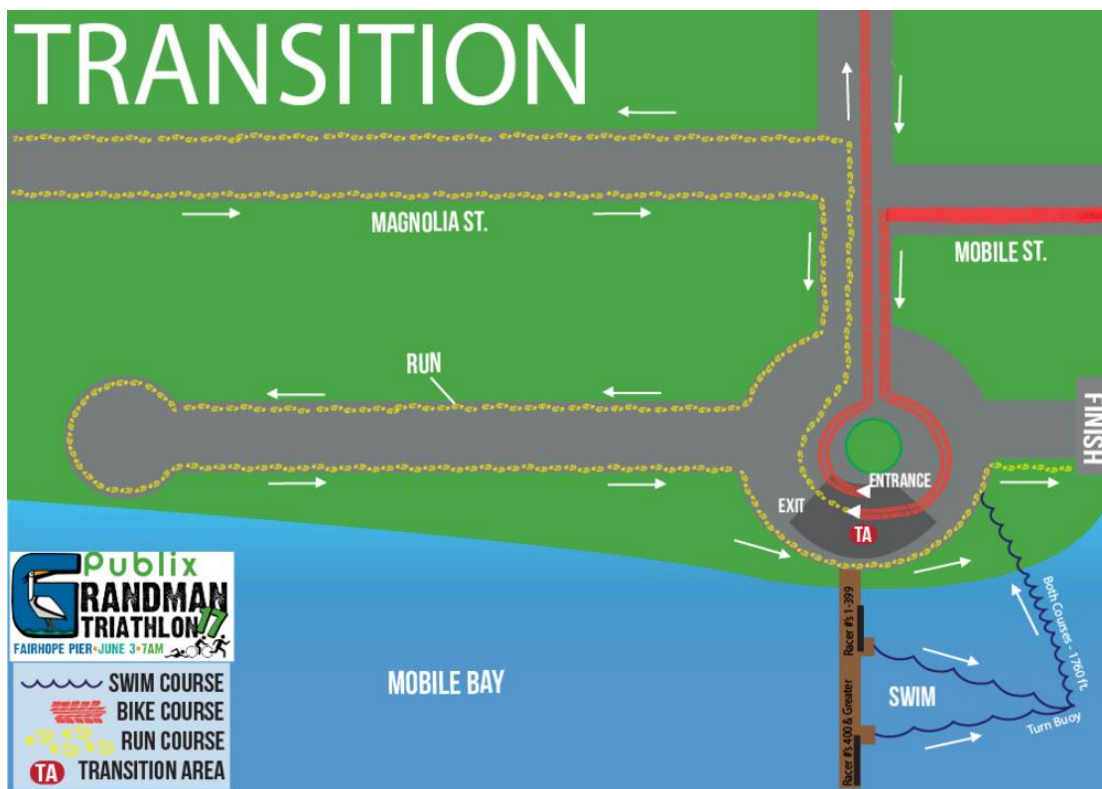 TRANSITION
MAGNOLIA ST.
MOBILE ST.
RUN
FINISH
ENTRANCE
EXIT
TA
Racer #'s 1-399
Both Courses - 1760 ft.
SWIM
Racer #'s 400 & Greater
Turn Buoy
MOBILE BAY
Publix
GRANDMAN
TRIATHLON 17
FAIRHOPE PIER•JUNE 3•7AM
SWIM COURSE
BIKE COURSE
RUN COURSE
TA TRANSITION AREA